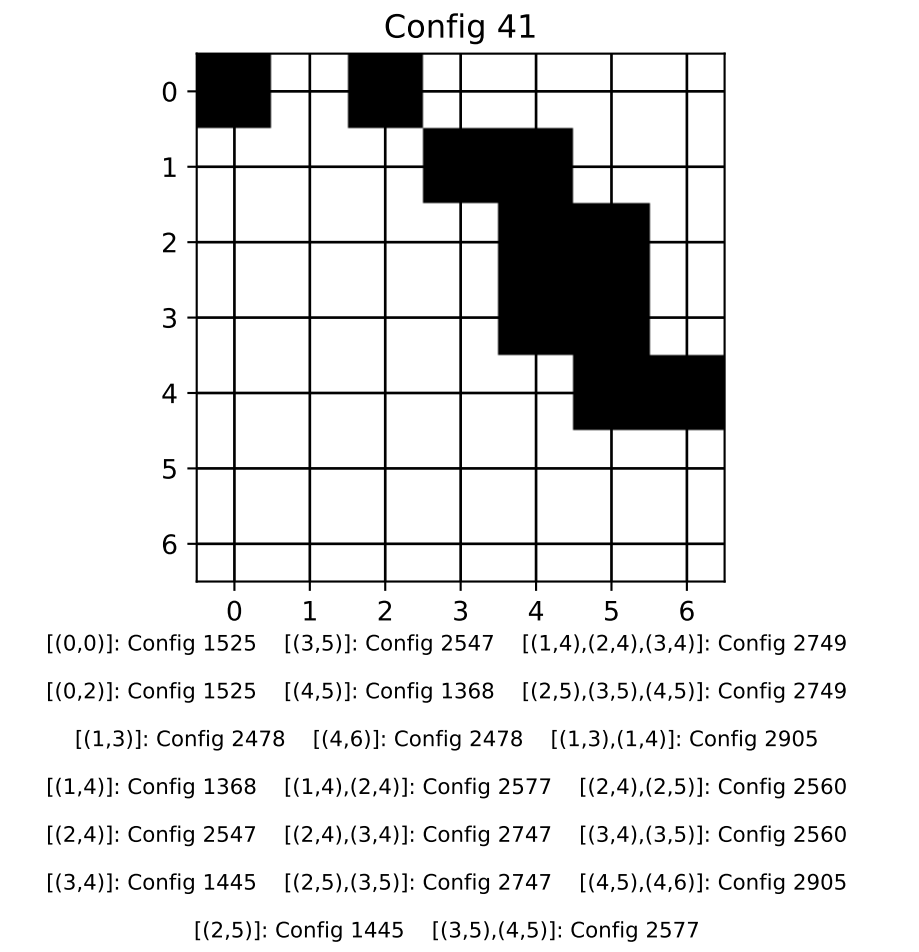 Config 41
0
1
2
3
4
5
6
0 1 2 3 4 5 6
[(0,0)]: Config 1525 [(3,5)]: Config 2547 [(1,4),(2,4),(3,4)]: Config 2749
[(0,2)]: Config 1525 [(4,5)]: Config 1368 [(2,5),(3,5),(4,5)]: Config 2749
[(1,3)]: Config 2478 [(4,6)]: Config 2478 [(1,3),(1,4)]: Config 2905
[(1,4)]: Config 1368 [(1,4),(2,4)]: Config 2577 [(2,4),(2,5)]: Config 2560
[(2,4)]: Config 2547 [(2,4),(3,4)]: Config 2747 [(3,4),(3,5)]: Config 2560
[(3,4)]: Config 1445 [(2,5),(3,5)]: Config 2747 [(4,5),(4,6)]: Config 2905
[(2,5)]: Config 1445 [(3,5),(4,5)]: Config 2577